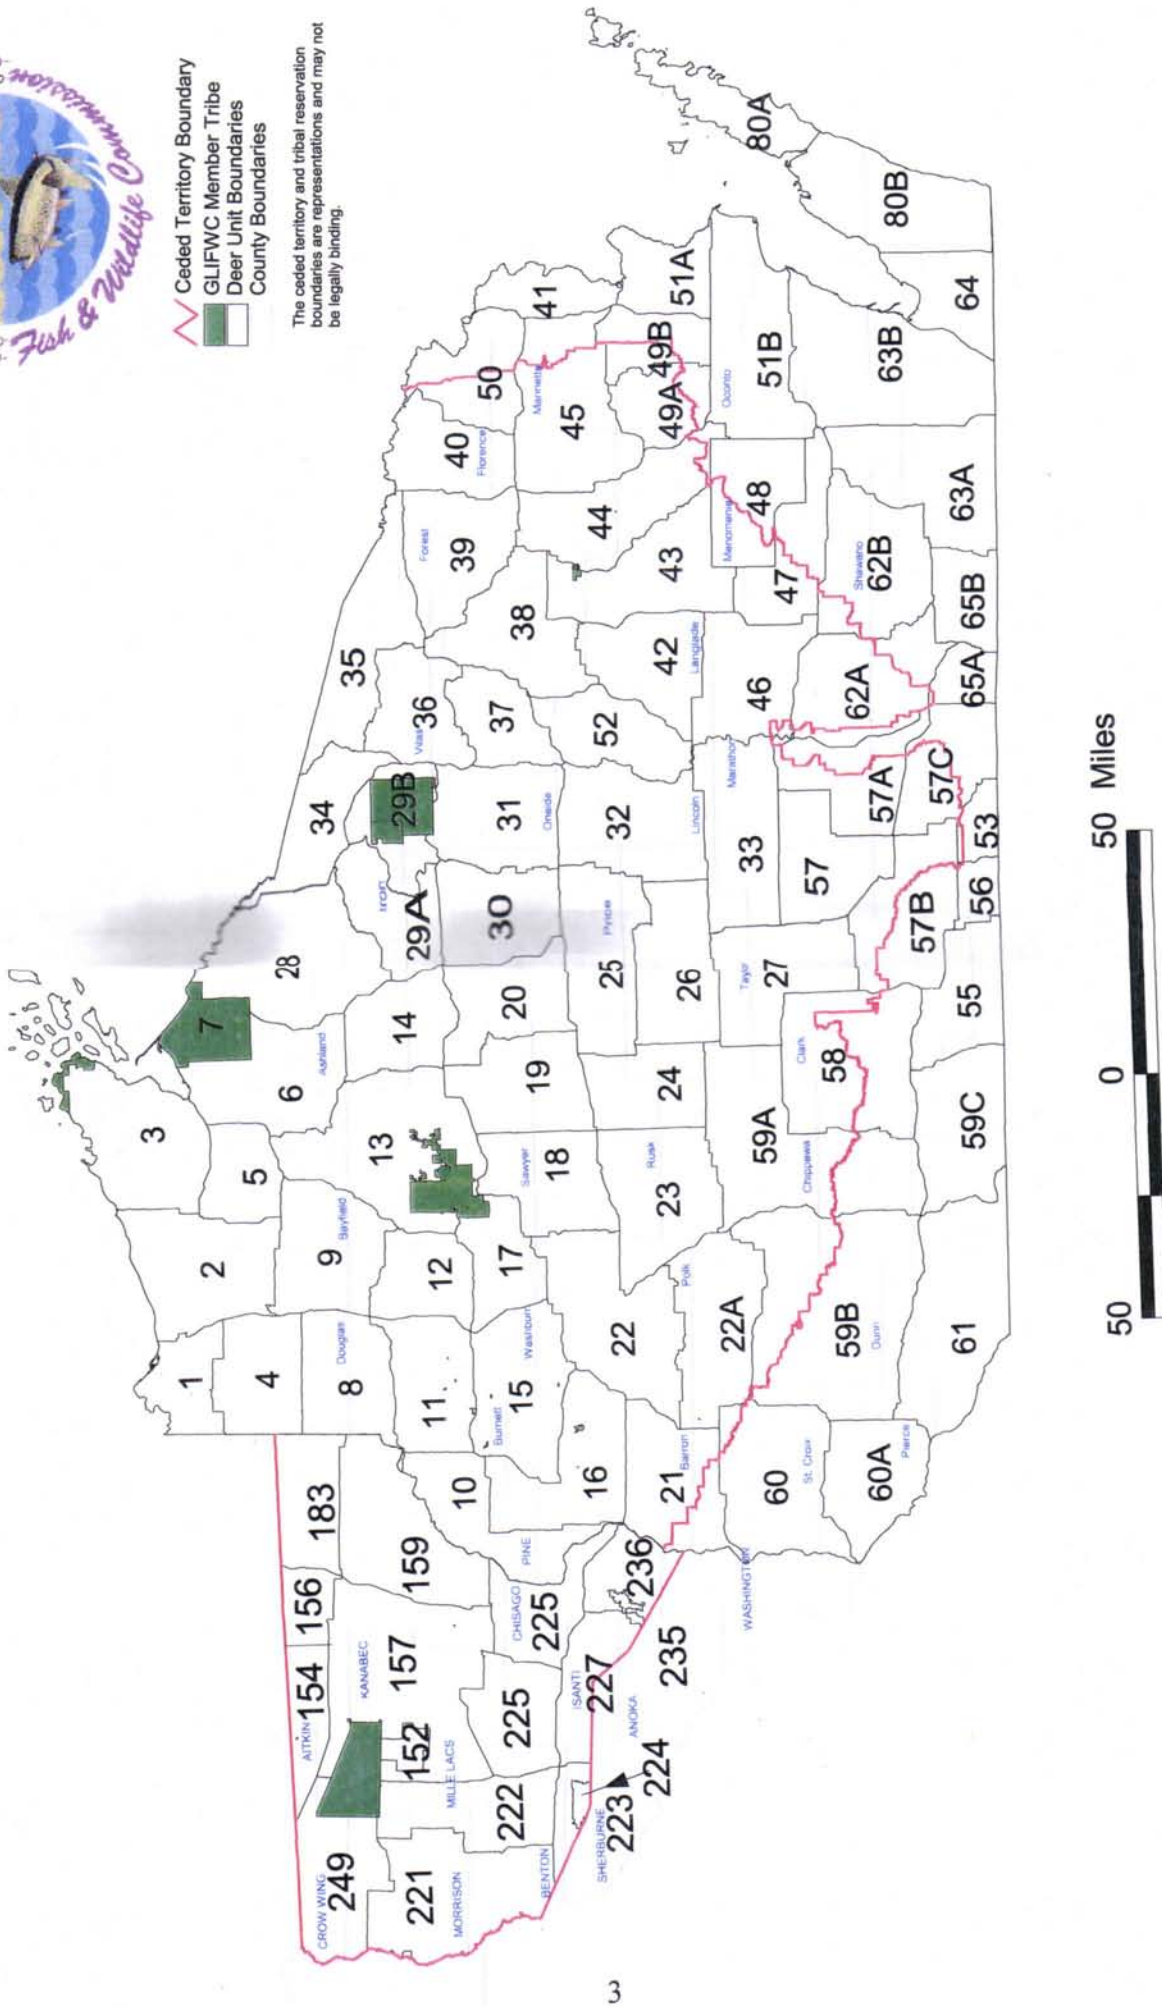 Fish & Wildlife Commission
Ceded Territory Boundary
GLIFWC Member Tribe
Deer Unit Boundaries
County Boundaries
The ceded territory and tribal reservation
boundaries are representations and may not
be legally binding.
CROW WING
249
221
MORRISON
BENTON
AITKIN
154
156
183
KANABEC
152
157
159
MILLE LACS
222
225
CHISAGO
225
PINE
ISANTI
227
236
SHERBURNE
223
224
ANOKA
235
WASHINGTON
1
2
3
4
5
6
7
Ashland
8
Douglas
9
Bayfield
10
11
12
13
14
Burnett
15
Washburn
16
17
18
Sawyer
19
20
21
Barron
22
22A
Polk
23
Rusk
24
25
Price
26
27
Taylor
28
Iron
29A
29B
30
31
Oneida
32
Lincoln
33
34
35
Vilas
36
37
38
39
Forest
40
Florence
50
41
Marinette
45
44
43
42
Langlade
52
46
Marathon
47
48
Menomenie
49A
49B
51A
Oconto
51B
57
57A
57B
57C
53
56
55
58
Clark
59A
Chippewa
59B
Dunn
59C
60
St. Croix
60A
Pierce
61
62A
62B
Shawano
63A
63B
64
65A
65B
80A
80B
50 0 50 Miles
3